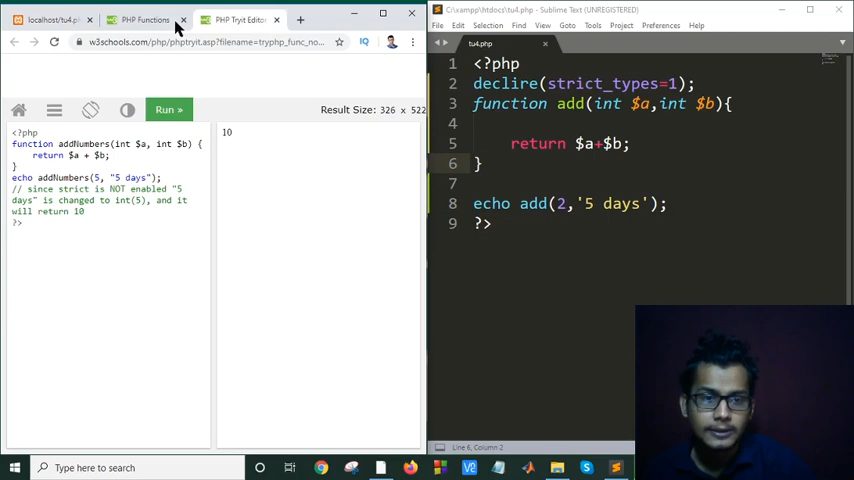 localhost/tu4.p
PHP Functions
PHP Tryit Editor
C:\xampp\htdocs\tu4.php - Sublime Text (UNREGISTERED)
w3schools.com/php/phptryit.asp?filename=tryphp_func_no...
IQ
File Edit Selection Find View Goto Tools Project Preferences Help
tu4.php
Run »
Result Size: 326 x 522
<?php
function addNumbers(int $a, int $b) {
return $a + $b;
}
echo addNumbers(5, "5 days");
// since strict is NOT enabled "5
days" is changed to int(5), and it
will return 10
?>
10
1 <?php
2 declire(strict_types=1);
3 function add(int $a,int $b){
4
5 return $a+$b;
6 }
7
8 echo add(2,'5 days');
9 ?>
Line 6, Column 2
Type here to search